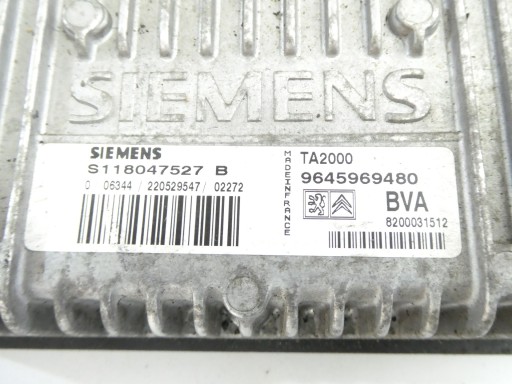 SIEMENS
SIEMENS
S118047527 B
0 06344 / 220529547 / 02272
MADE IN FRANCE
TA2000
9645969480
BVA
8200031512